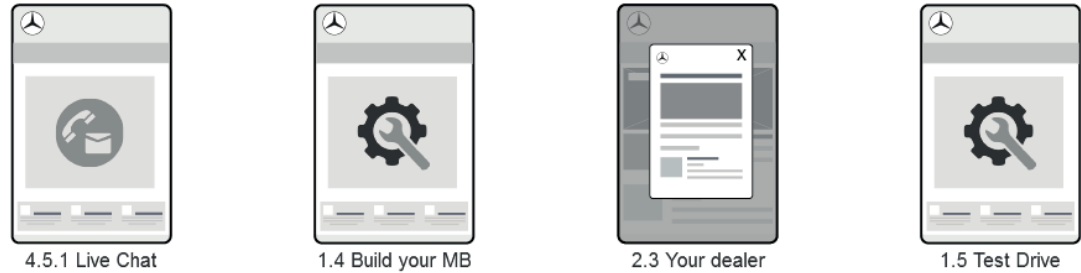 X
4.5.1 Live Chat
1.4 Build your MB
2.3 Your dealer
1.5 Test Drive